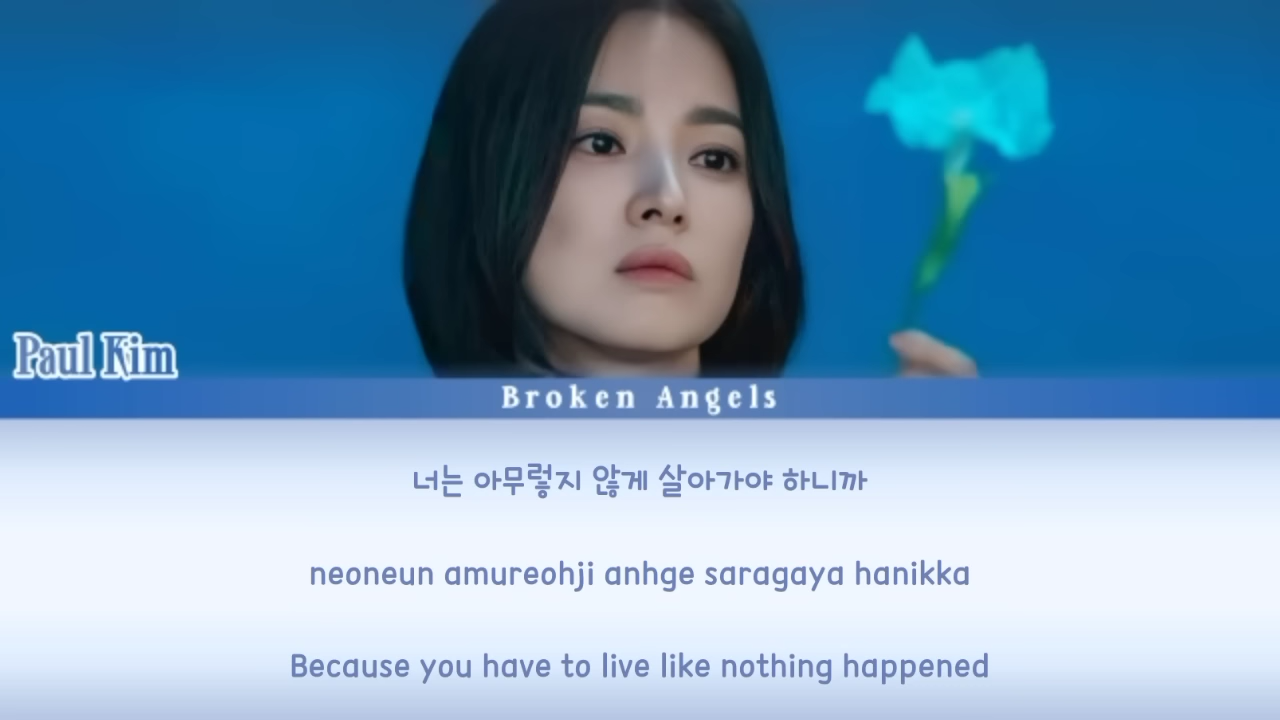 Paul Kim
Broken Angels
너는 아무렇지 않게 살아가야 하니까
neoneun amureohji anhge saragaya hanikka
Because you have to live like nothing happened